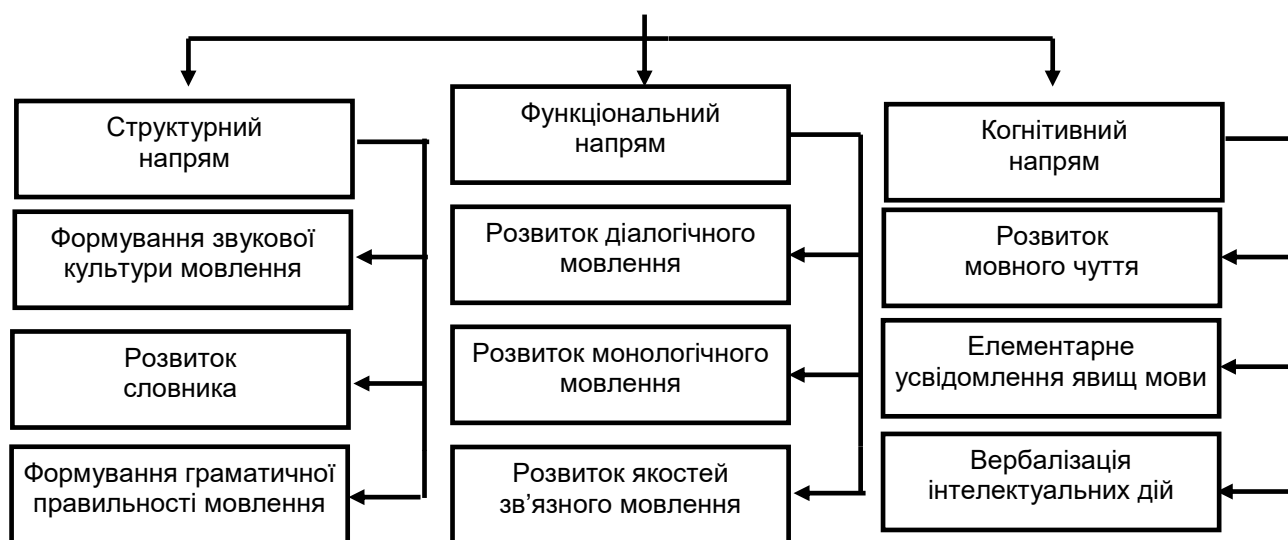 Структурний
напрям
Формування звукової
культури мовлення
Розвиток
словника
Формування граматичної
правильності мовлення
Функціональний
напрям
Розвиток діалогічного
мовлення
Розвиток монологічного
мовлення
Розвиток якостей
зв’язного мовлення
Когнітивний
напрям
Розвиток
мовного чуття
Елементарне
усвідомлення явищ мови
Вербалізація
інтелектуальних дій